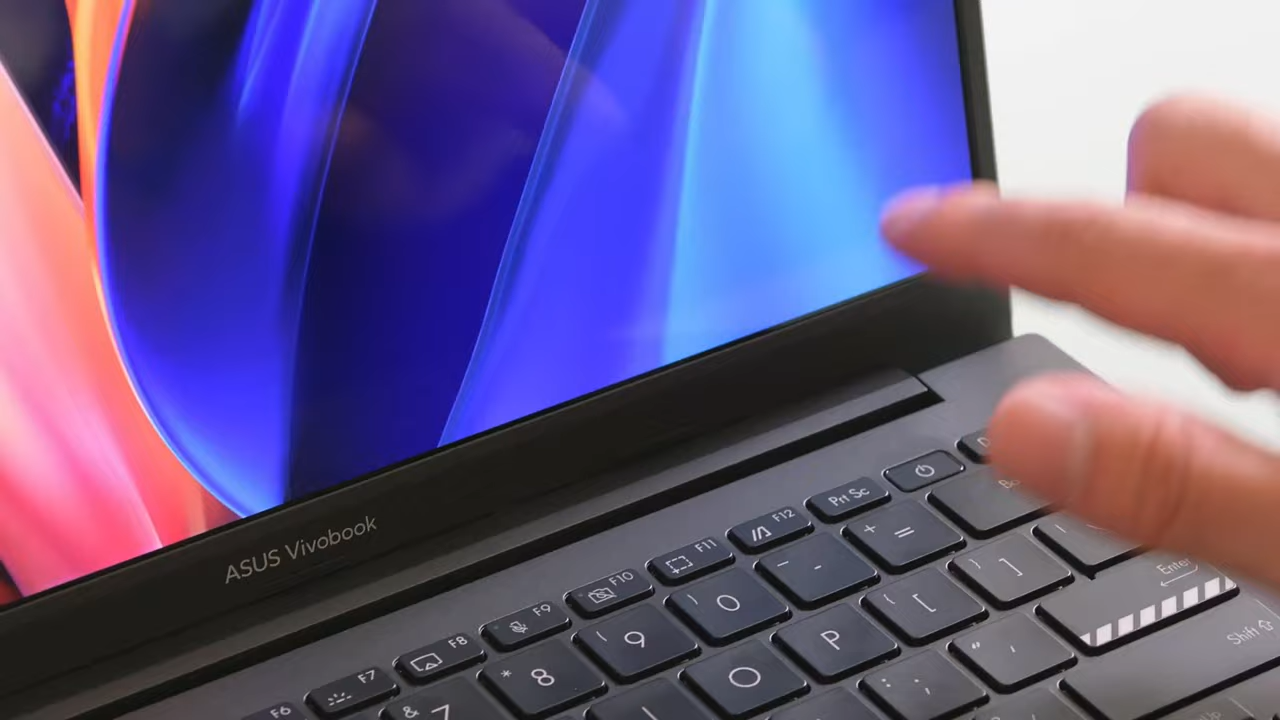 ASUS Vivobook
F6 F7 F8 F9 F10 F11 F12 Prt Sc
& 7 * 8 ( 9 ) 0 - + =
O P { [ } ]
: ; " ' Enter
Shift